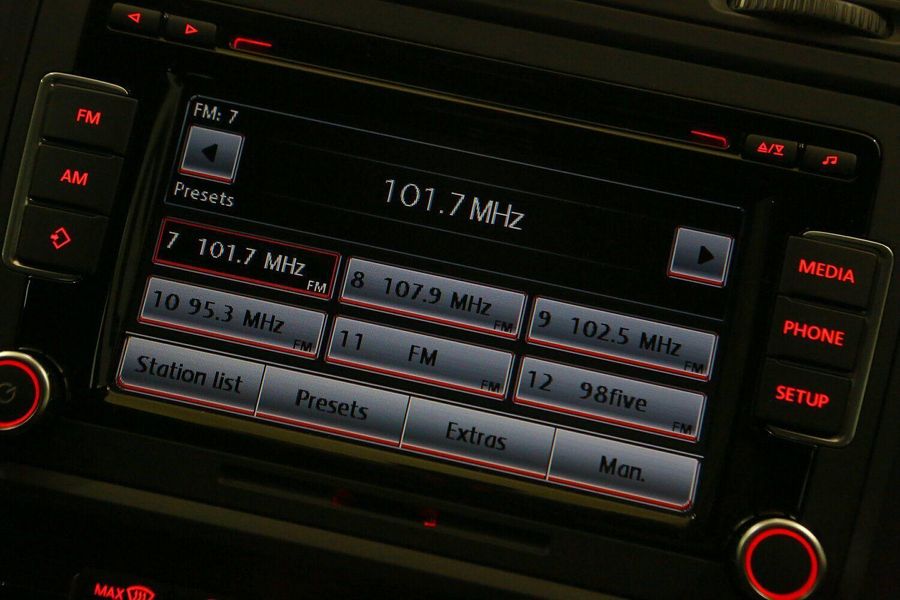 FM
AM
FM: 7
Presets
101.7 MHz
7 101.7 MHz FM
8 107.9 MHz FM
9 102.5 MHz FM
10 95.3 MHz FM
11 FM FM
12 98five FM
Station list
Presets
Extras
Man.
MEDIA
PHONE
SETUP
MAX